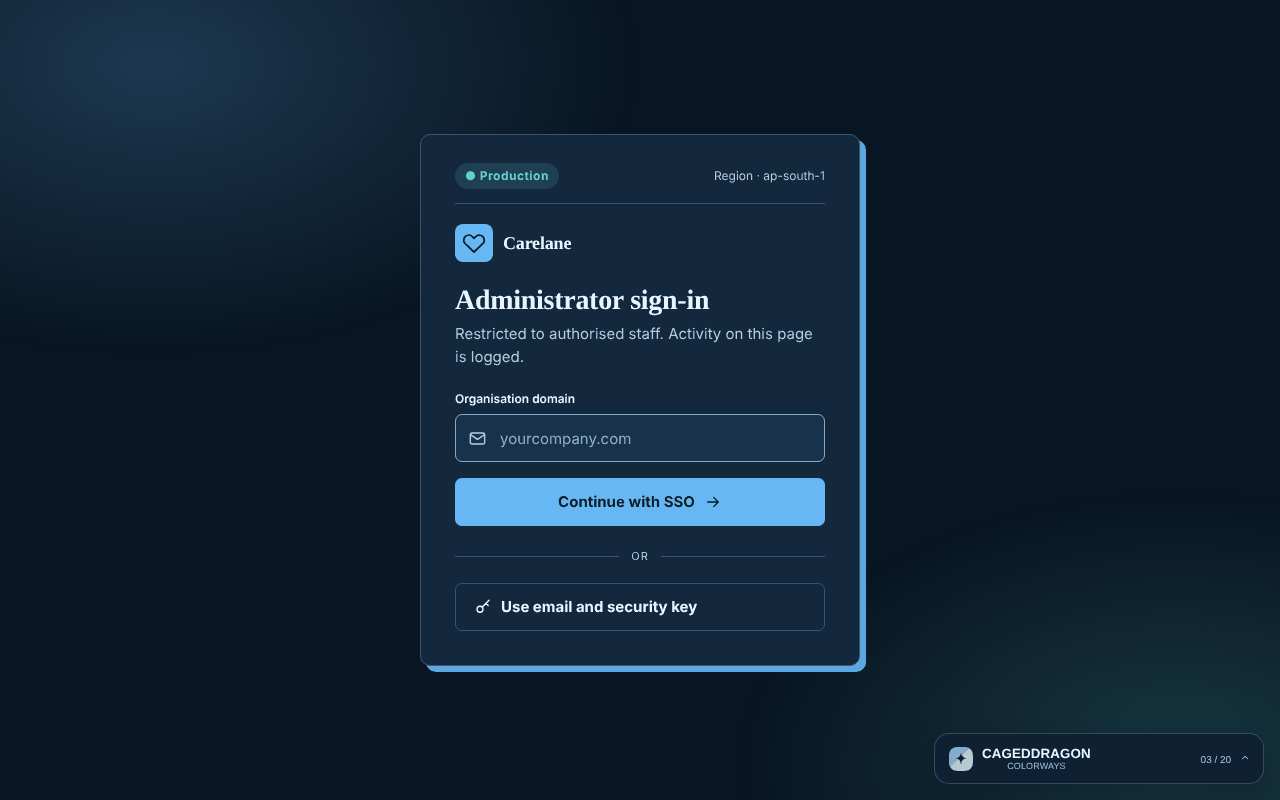 Production
Region · ap-south-1
Carelane
Administrator sign-in
Restricted to authorised staff. Activity on this page
is logged.
Organisation domain
yourcompany.com
Continue with SSO →
OR
Use email and security key
CAGEDDRAGON
COLORWAYS
03 / 20